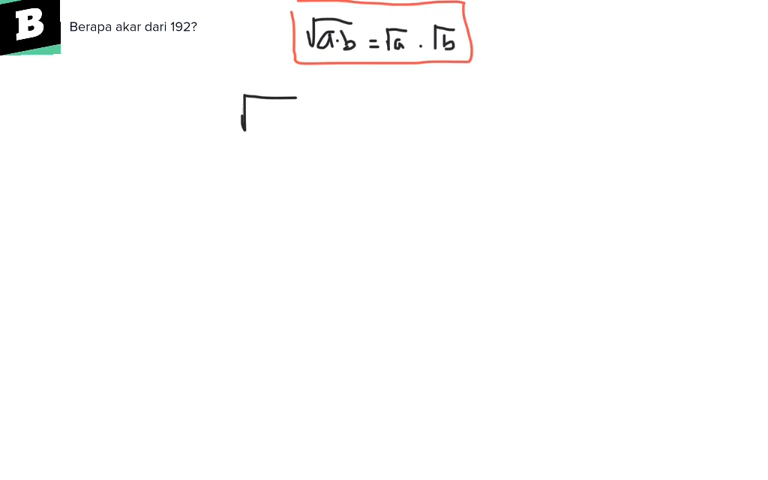 B
Berapa akar dari 192?
√a·b = √a . √b
√